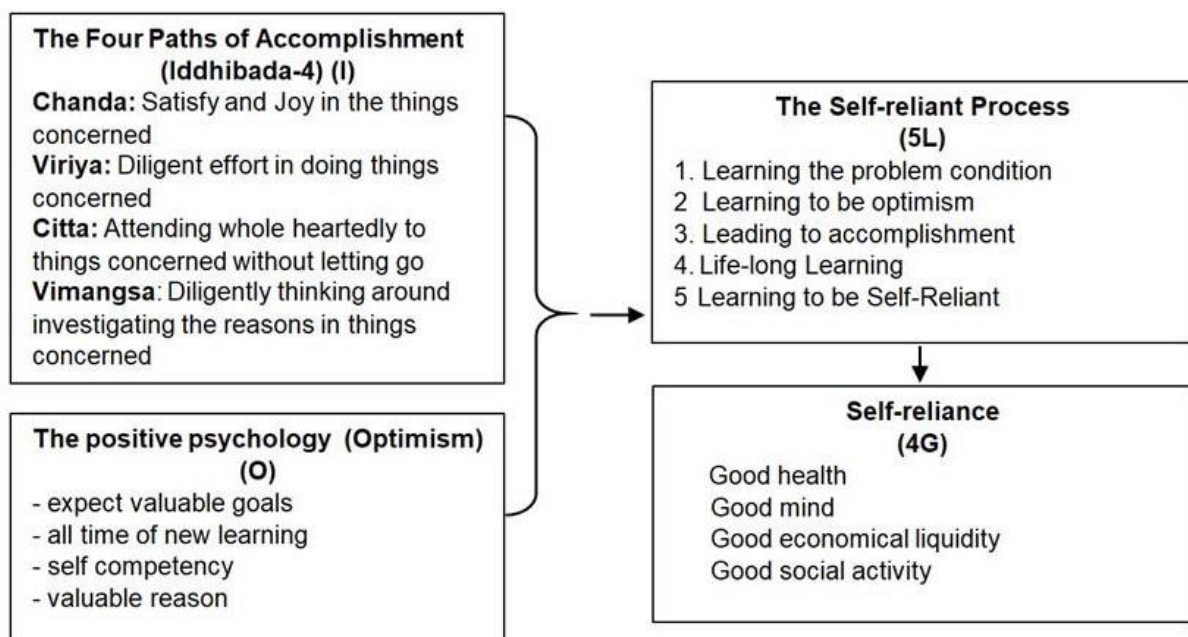 The Four Paths of Accomplishment
(Iddhibada-4) (I)
Chanda: Satisfy and Joy in the things
concerned
Viriya: Diligent effort in doing things
concerned
Citta: Attending whole heartedly to
things concerned without letting go
Vimangsa: Diligently thinking around
investigating the reasons in things
concerned
The positive psychology (Optimism)
(O)
- expect valuable goals
- all time of new learning
- self competency
- valuable reason
The Self-reliant Process
(5L)
1. Learning the problem condition
2 Learning to be optimism
3. Leading to accomplishment
4. Life-long Learning
5 Learning to be Self-Reliant
Self-reliance
(4G)
Good health
Good mind
Good economical liquidity
Good social activity